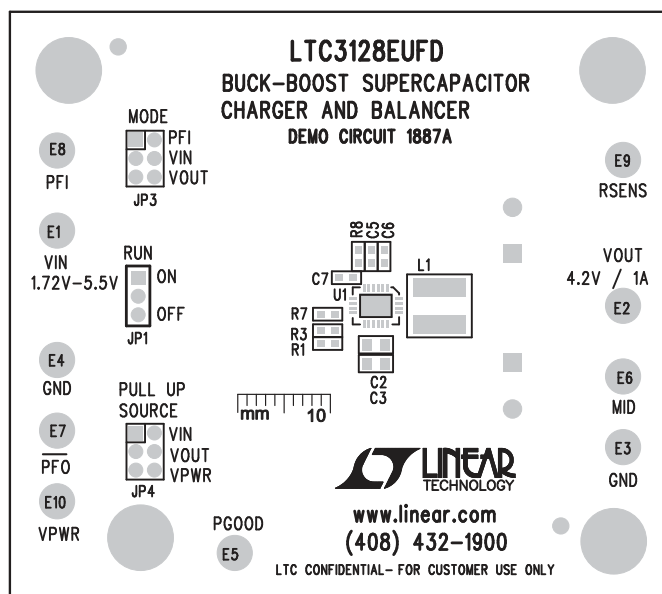 LTC3128EUFD
BUCK-BOOST SUPERCAPACITOR
CHARGER AND BALANCER
DEMO CIRCUIT 1887A
MODE
PFI
VIN
VOUT
JP3
E8
PFI
E1
VIN
1.72V-5.5V
RUN
ON
OFF
JP1
E4
GND
E7
PFO
E10
VPWR
PULL UP
SOURCE
VIN
VOUT
VPWR
JP4
R8
C5
C6
C7
U1
L1
R7
R3
R1
C2
C3
mm 10
E9
RSENS
VOUT
4.2V / 1A
E2
E6
MID
E3
GND
PGOOD
E5
LINEAR
TECHNOLOGY
www.linear.com
(408) 432-1900
LTC CONFIDENTIAL- FOR CUSTOMER USE ONLY